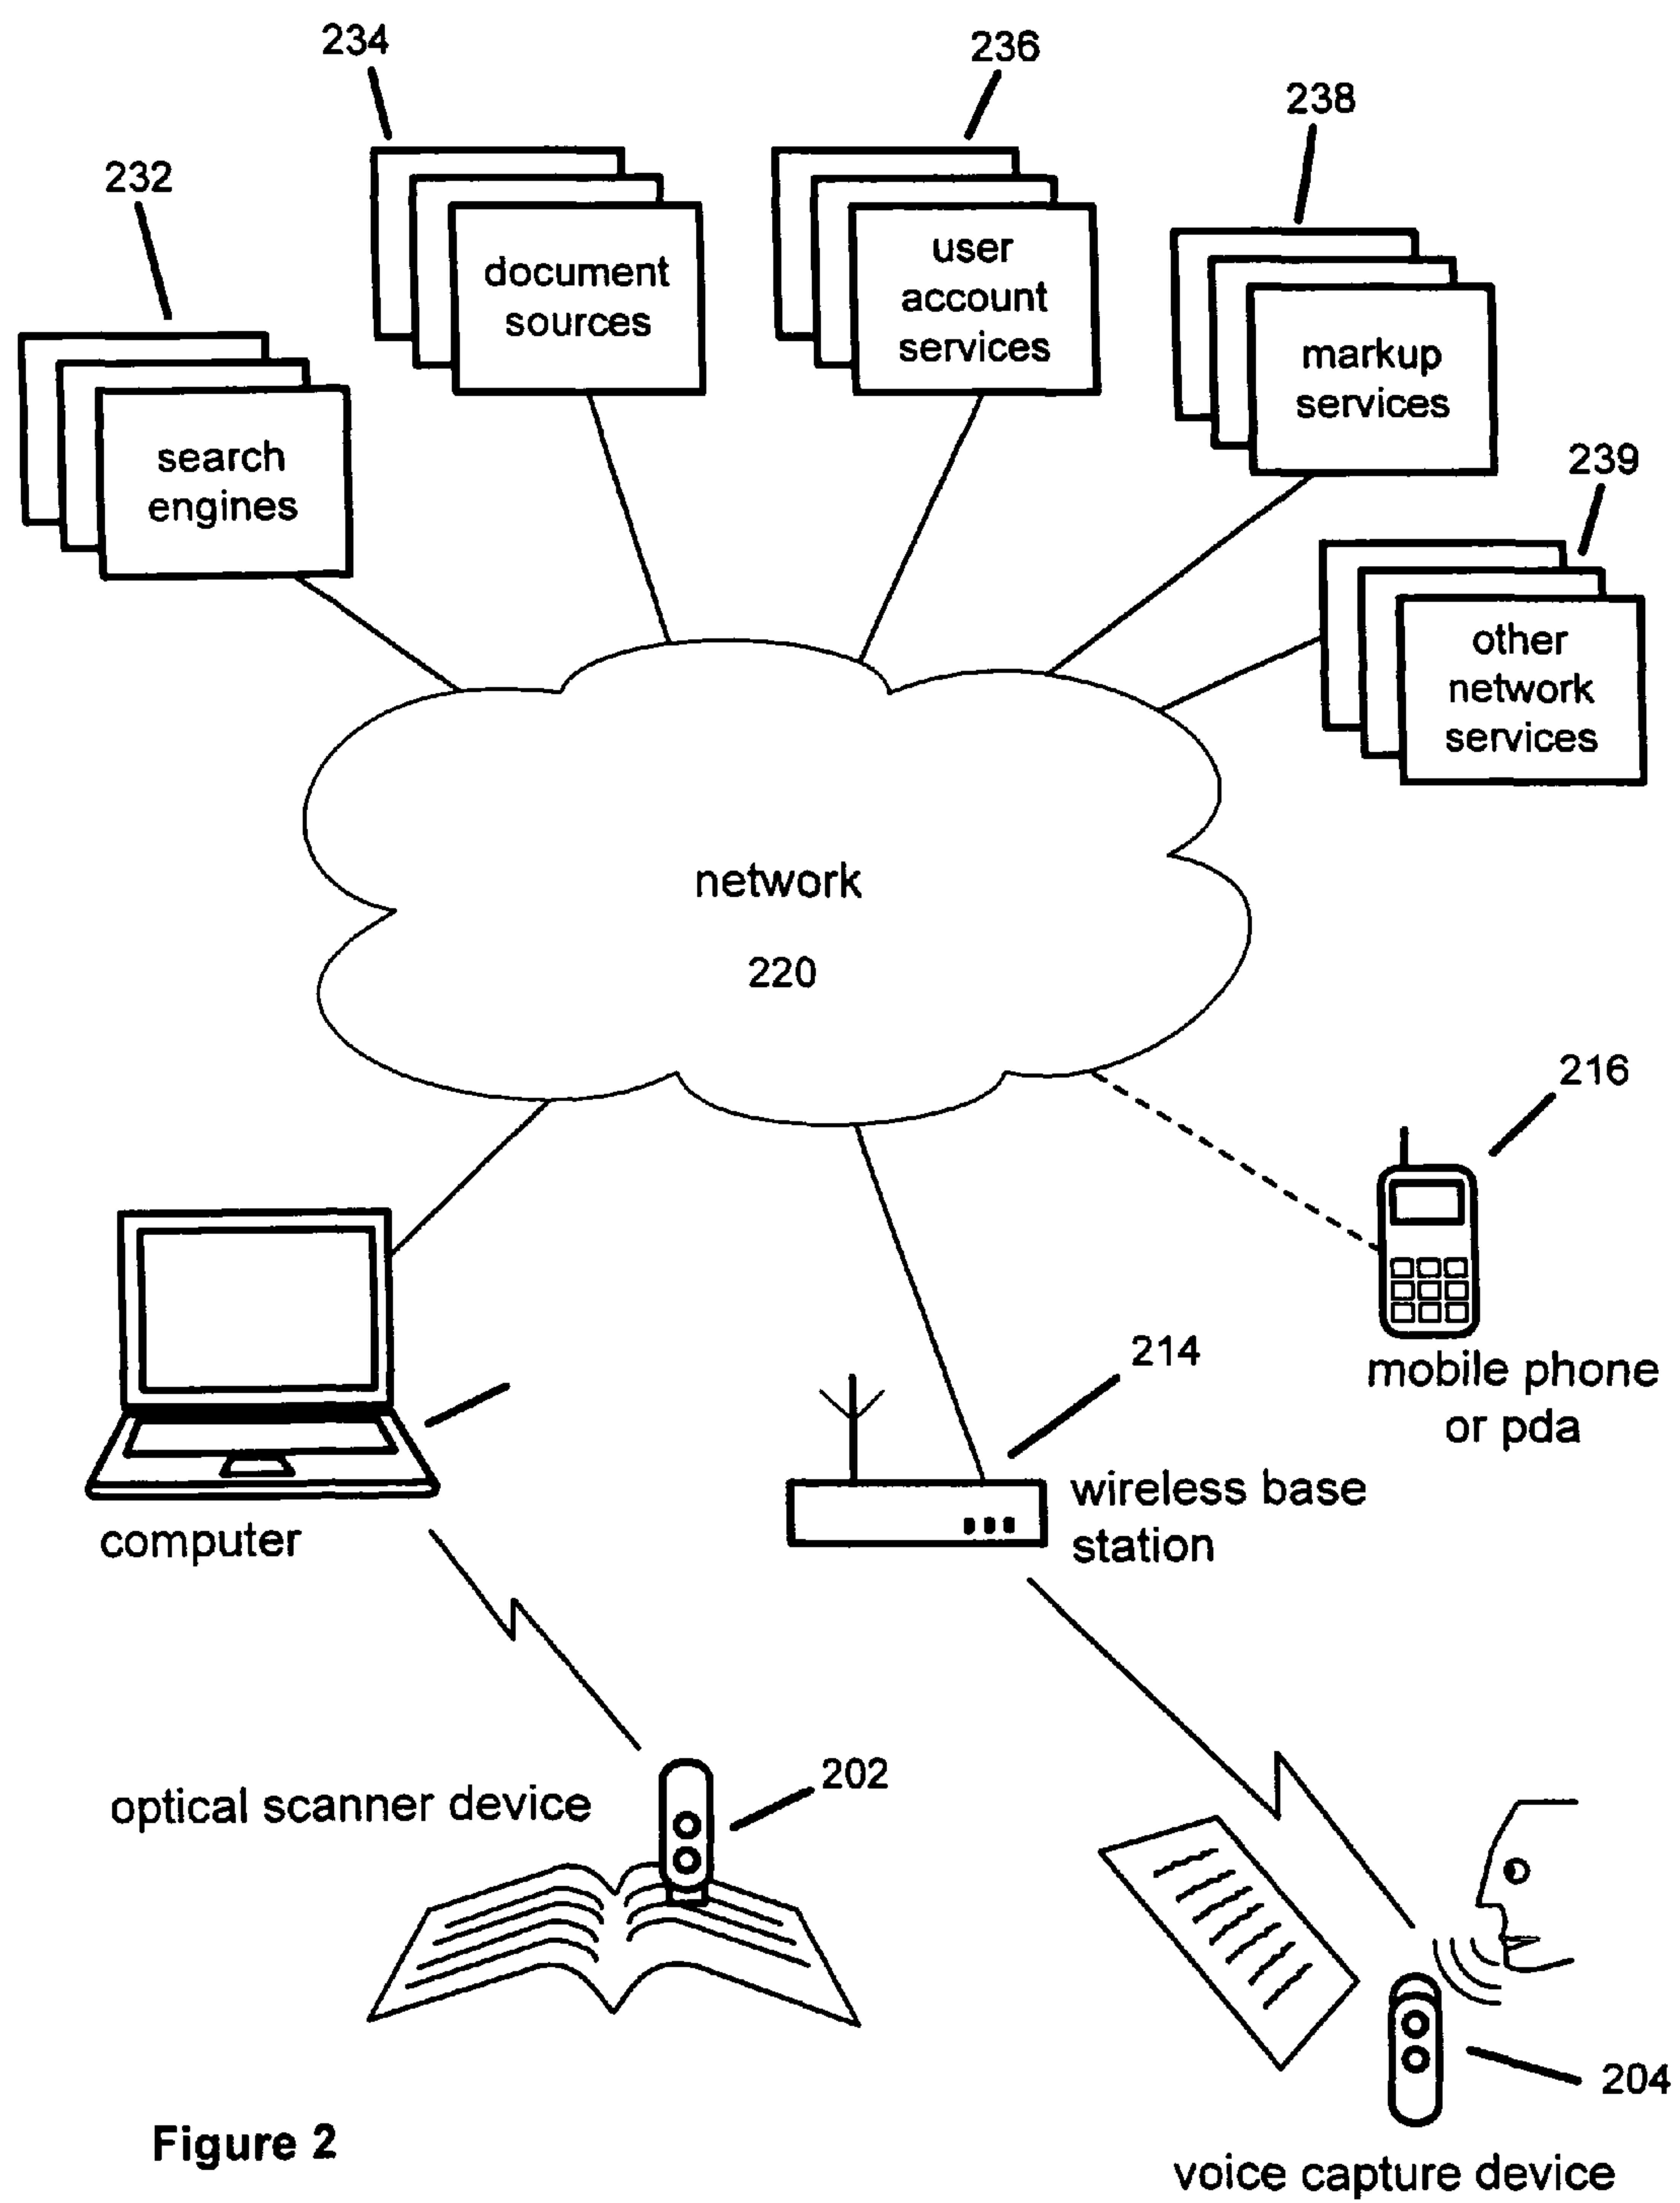 234
236
238
232
document
sources
user
account
services
markup
services
search
engines
239
other
network
services
network
220
216
mobile phone
or pda
214
wireless base
station
computer
optical scanner device
202
204
voice capture device
Figure 2